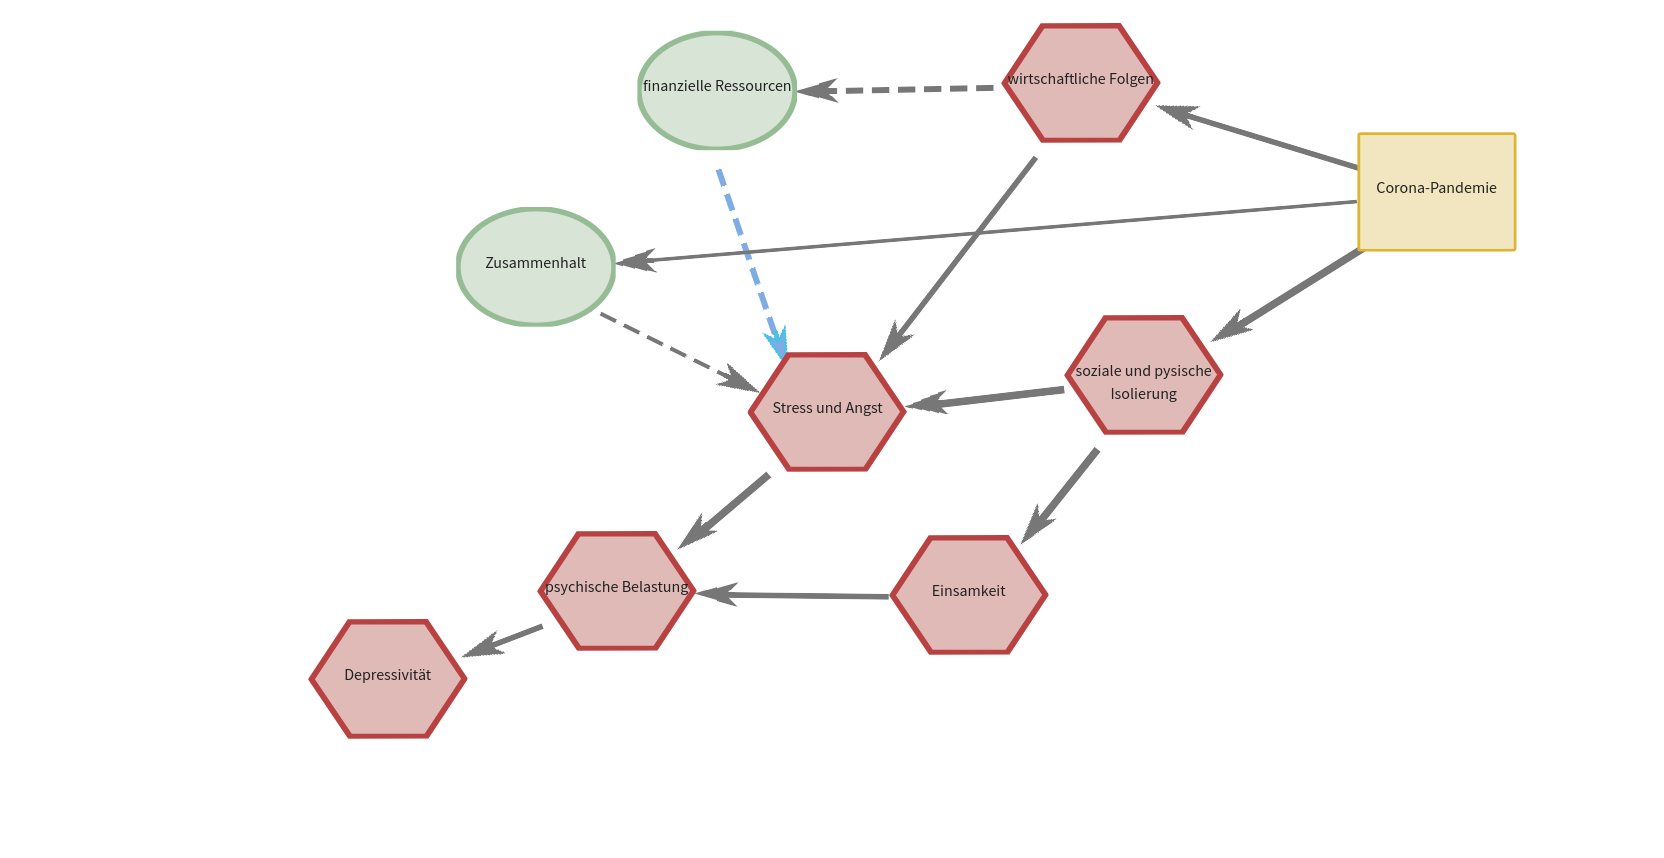 finanzielle Ressourcen
wirtschaftliche Folgen
Corona-Pandemie
Zusammenhalt
soziale und pysische
Isolierung
Stress und Angst
psychische Belastung
Einsamkeit
Depressivität